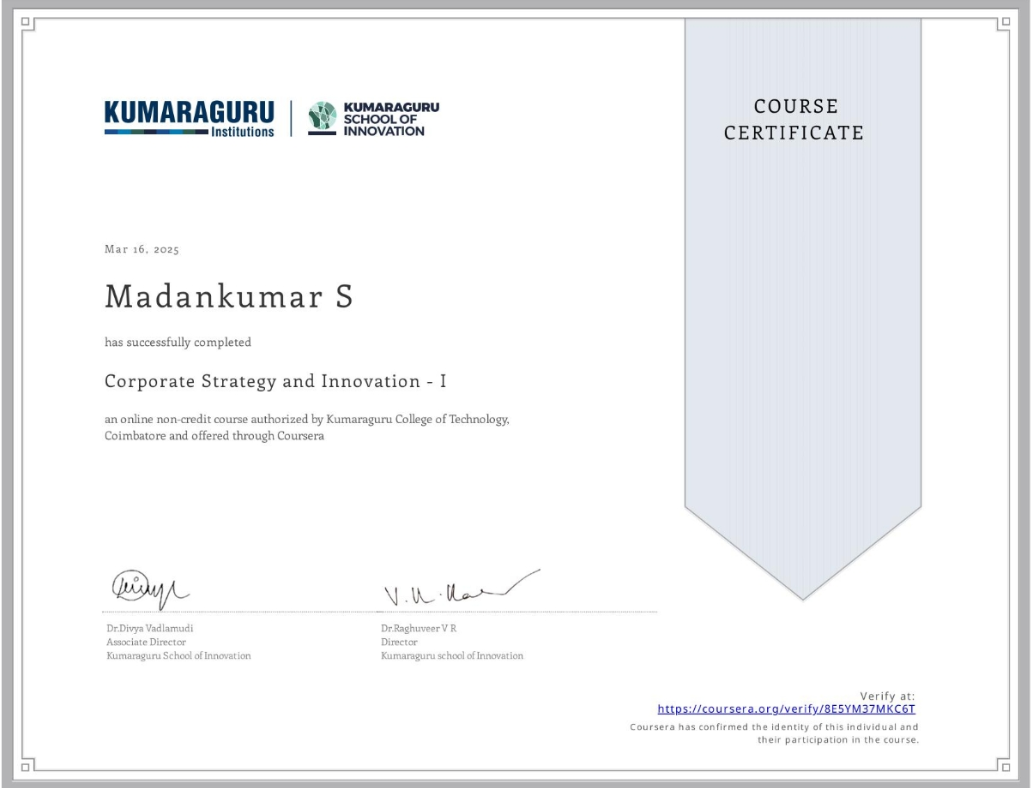 KUMARAGURU
Institutions
KUMARAGURU
SCHOOL OF
INNOVATION
COURSE
CERTIFICATE
Mar 16, 2025
Madankumar S
has successfully completed
Corporate Strategy and Innovation - I
an online non-credit course authorized by Kumaraguru College of Technology,
Coimbatore and offered through Coursera
Dr.Divya Vadlamudi
Associate Director
Kumaraguru School of Innovation
V.R.
Dr.Raghuveer V R
Director
Kumaraguru school of Innovation
Verify at:
https://coursera.org/verify/8E5YM37MKC6T
Coursera has confirmed the identity of this individual and
their participation in the course.